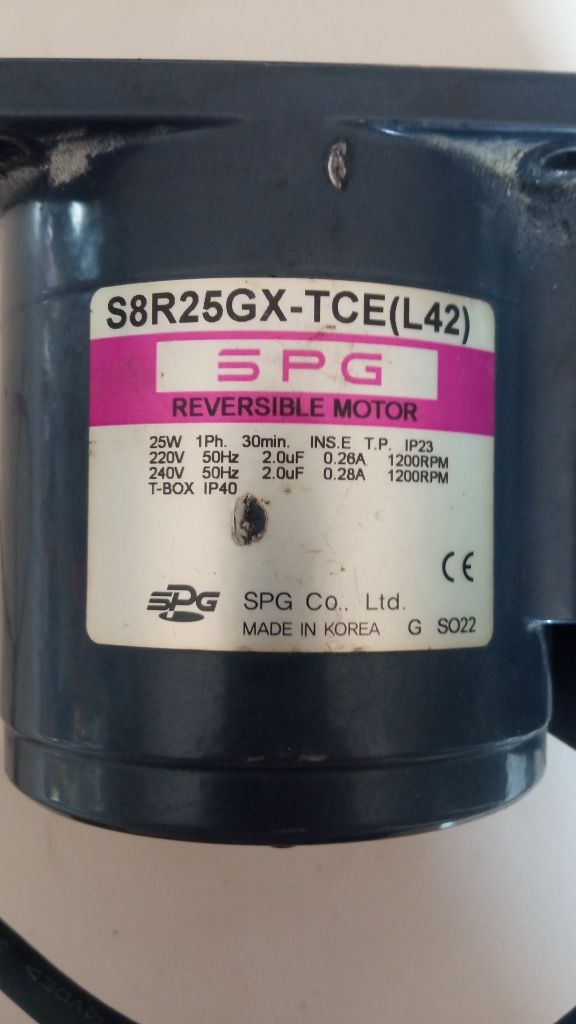 S8R25GX-TCE(L42)
SPG
REVERSIBLE MOTOR
25W 1Ph. 30min. INS.E T.P. IP23
220V 50Hz 2.0uF 0.26A 1200RPM
240V 50Hz 2.0uF 0.28A 1200RPM
T-BOX IP40
CE
SPG SPG Co., Ltd.
MADE IN KOREA G SO22